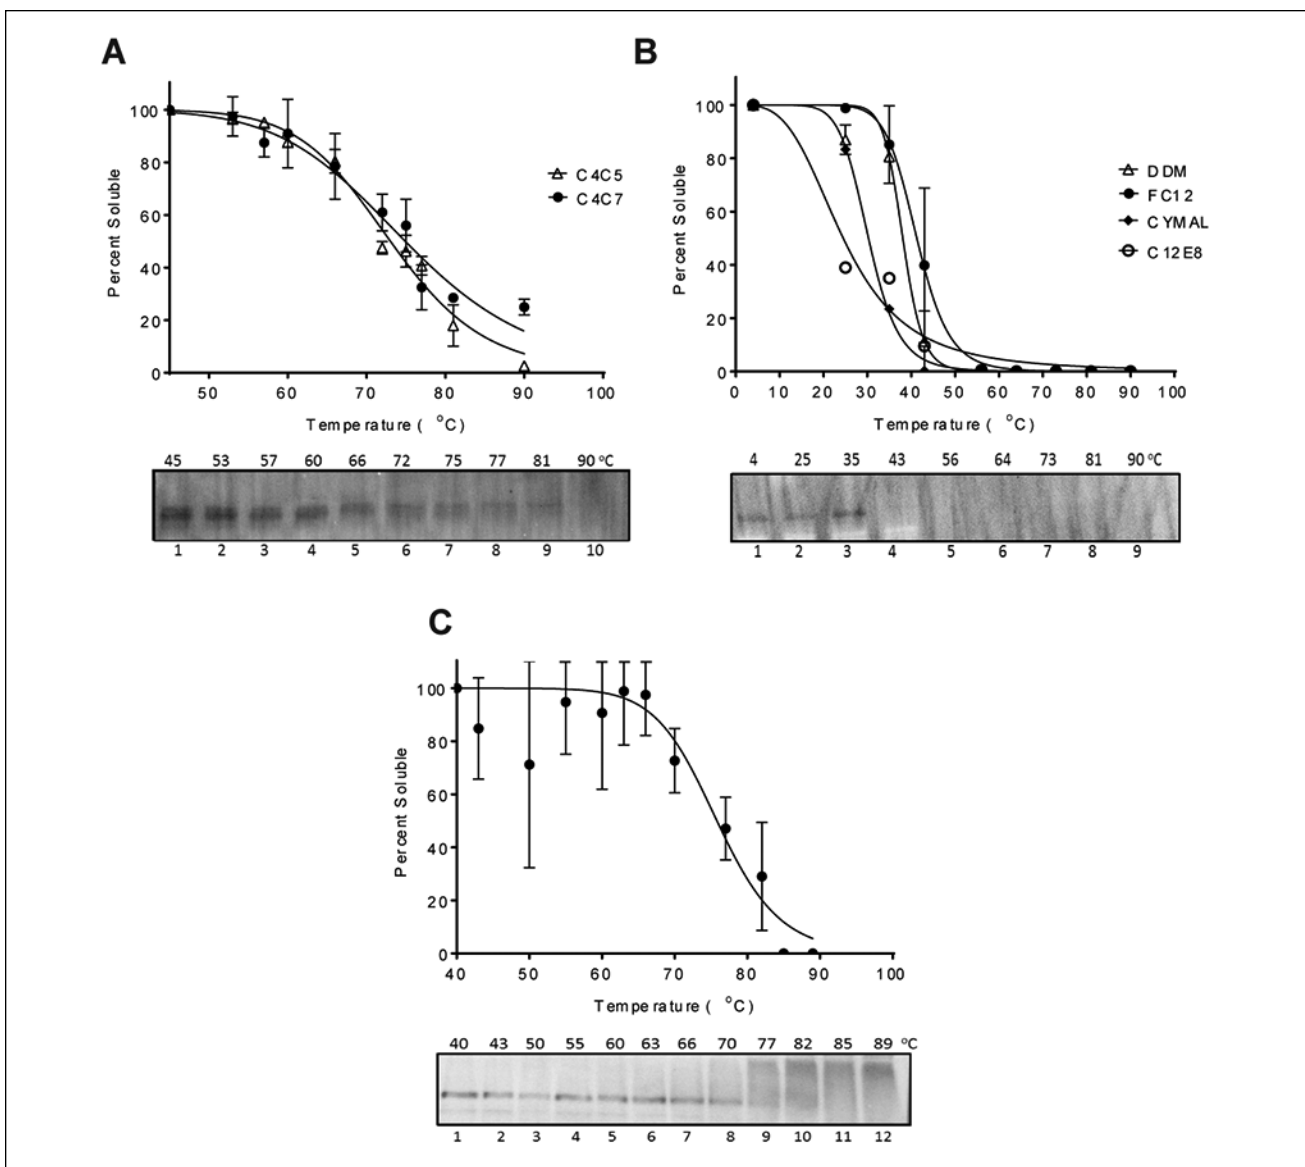 A
100
80
60
40
20
0
Percent Soluble
50 60 70 80 90 100
Temperature ( °C)
C4C5
C4C7
45 53 57 60 66 72 75 77 81 90 °C
1 2 3 4 5 6 7 8 9 10
B
100
80
60
40
20
0
Percent Soluble
0 10 20 30 40 50 60 70 80 90 100
Temperature ( °C)
DDM
FC12
CYMAL
C12E8
4 25 35 43 56 64 73 81 90 °C
1 2 3 4 5 6 7 8 9
C
100
80
60
40
20
0
Percent Soluble
40 50 60 70 80 90 100
Temperature ( °C)
40 43 50 55 60 63 66 70 77 82 85 89 °C
1 2 3 4 5 6 7 8 9 10 11 12